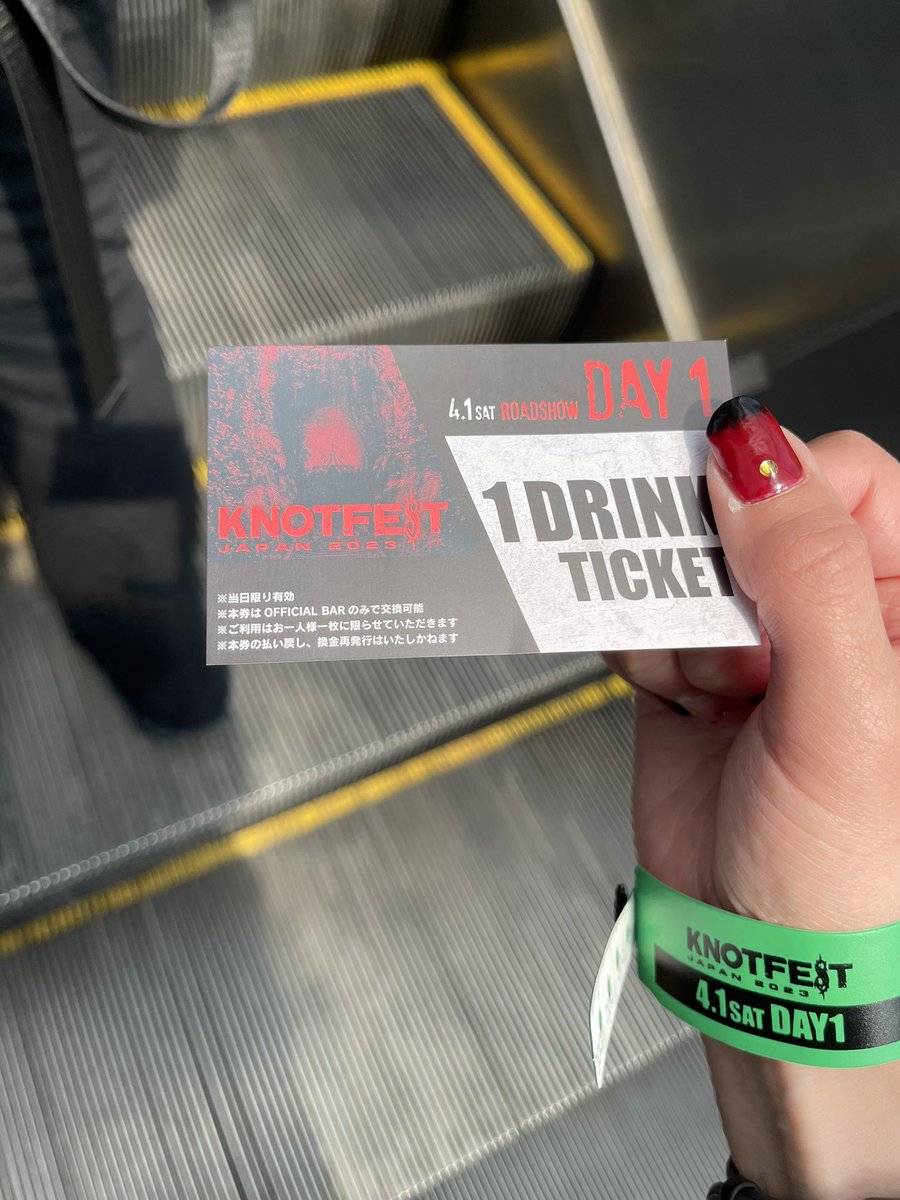 4.1 SAT ROADSHOW DAY 1
1 DRINK
TICKET
KNOTFEST
JAPAN 2023
※当日限り有効
※本券は OFFICIAL BAR のみで交換可能
※ご利用はお一人様一枚に限らせていただきます
※本券の払い戻し、換金再発行はいたしかねます
KNOTFEST
JAPAN 2023
4.1 SAT DAY1